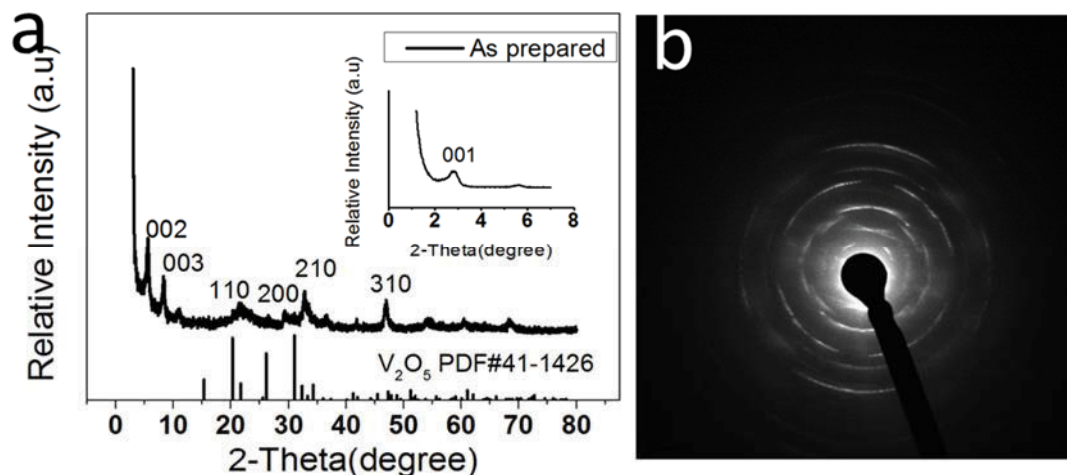 a
Relative Intensity (a.u)
As prepared
002
003
110
200
210
310
Relative Intensity (a.u)
001
0 2 4 6 8
2-Theta(degree)
V₂O₅ PDF#41-1426
0 10 20 30 40 50 60 70 80
2-Theta(degree)
b